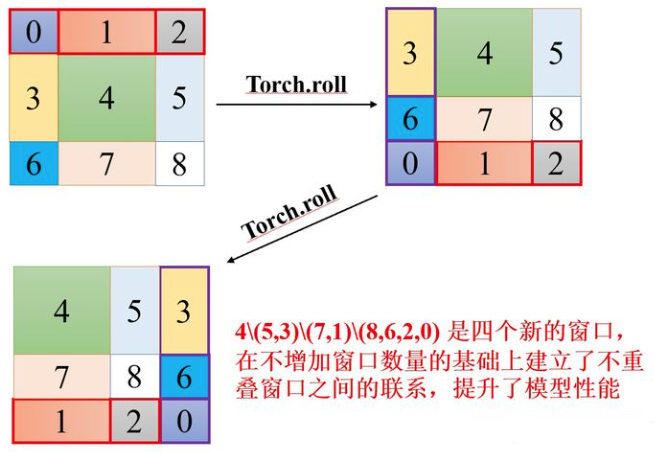 0 1 2
3 4 5
6 7 8
Torch.roll
3 4 5
6 7 8
0 1 2
Torch.roll
4 5 3
7 8 6
1 2 0
4\(5,3)\(7,1)\(8,6,2,0) 是四个新的窗口，
在不增加窗口数量的基础上建立了不重
叠窗口之间的联系，提升了模型性能